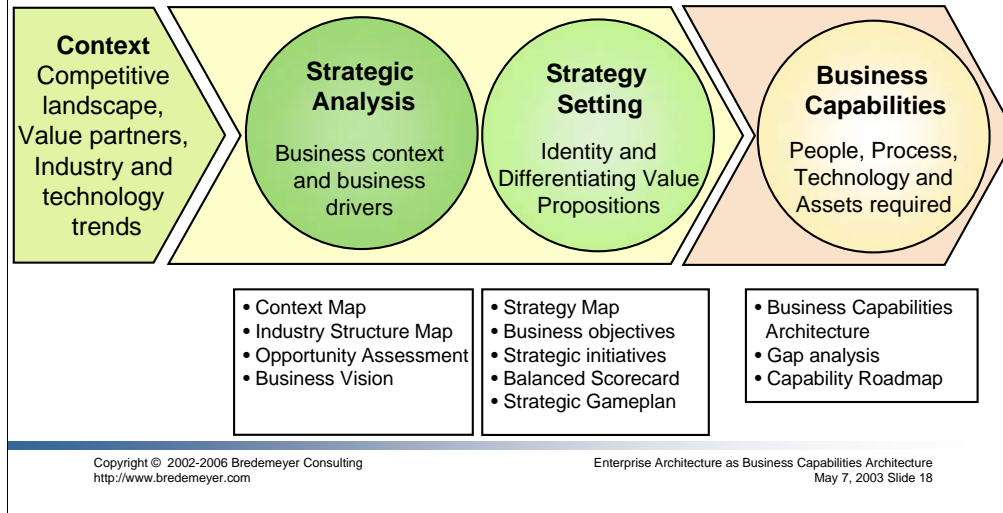 Context
Competitive
landscape,
Value partners,
Industry and
technology
trends
Strategic
Analysis
Business context
and business
drivers
Strategy
Setting
Identity and
Differentiating Value
Propositions
Business
Capabilities
People, Process,
Technology and
Assets required
• Context Map
• Industry Structure Map
• Opportunity Assessment
• Business Vision
• Strategy Map
• Business objectives
• Strategic initiatives
• Balanced Scorecard
• Strategic Gameplan
• Business Capabilities
Architecture
• Gap analysis
• Capability Roadmap
Copyright © 2002-2006 Bredemeyer Consulting
http://www.bredemeyer.com
Enterprise Architecture as Business Capabilities Architecture
May 7, 2003 Slide 18